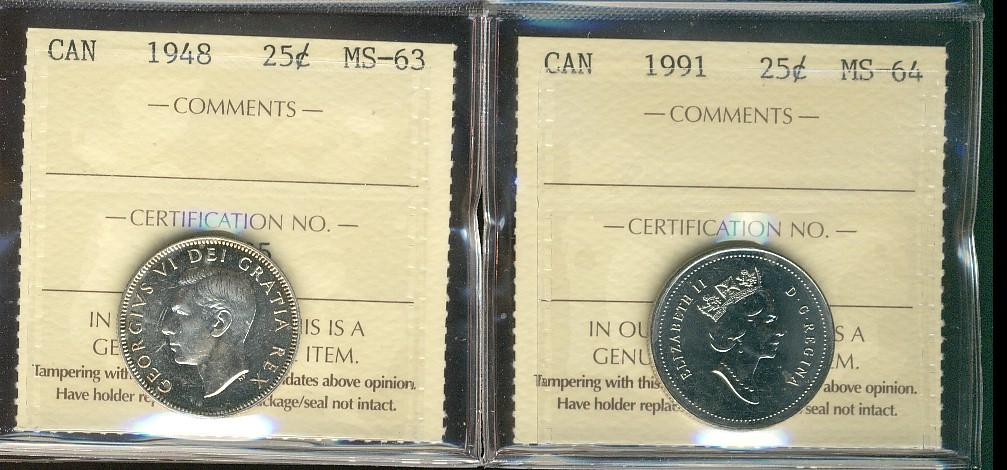 CAN 1948 25¢ MS-63
— COMMENTS —
— CERTIFICATION NO. —
5
IN IS IS A
GE ITEM.
Tampering with dates above opinion,
Have holder re ckage/seal not intact.
GEORGIVS VI DEI GRATIA REX
CAN 1991 25¢ MS-64
— COMMENTS —
— CERTIFICATION NO. —
IN OU S A
GENU M.
Tampering with this above opinion.
Have holder replac /seal not intact.
ELIZABETH II D·G·REGINA